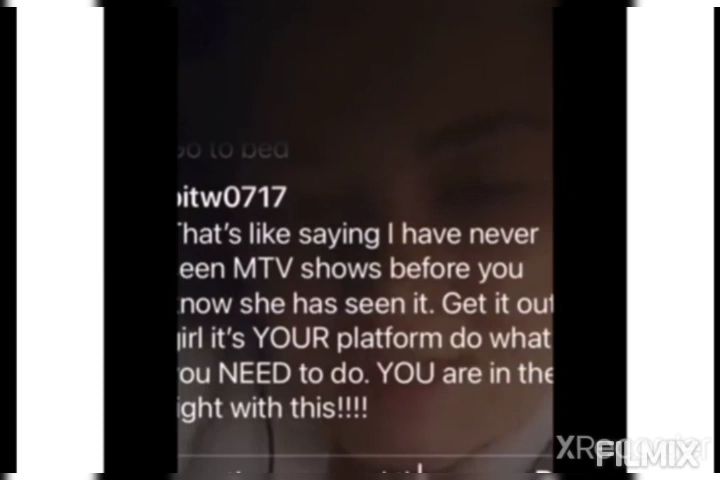 to bed
itw0717
hat's like saying I have never
een MTV shows before you
now she has seen it. Get it out
irl it's YOUR platform do what
ou NEED to do. YOU are in the
ight with this!!!!
FILMIX